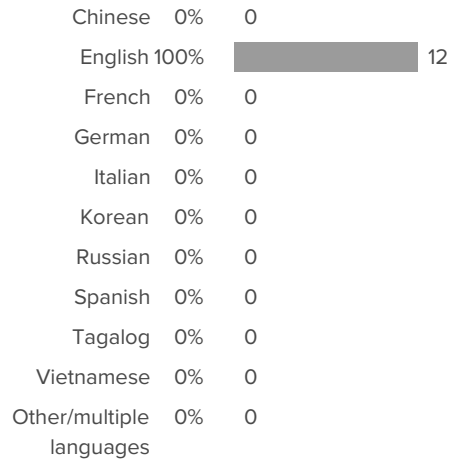 Chinese 0% 0
English 100% 12
French 0% 0
German 0% 0
Italian 0% 0
Korean 0% 0
Russian 0% 0
Spanish 0% 0
Tagalog 0% 0
Vietnamese 0% 0
Other/multiple 0% 0
languages